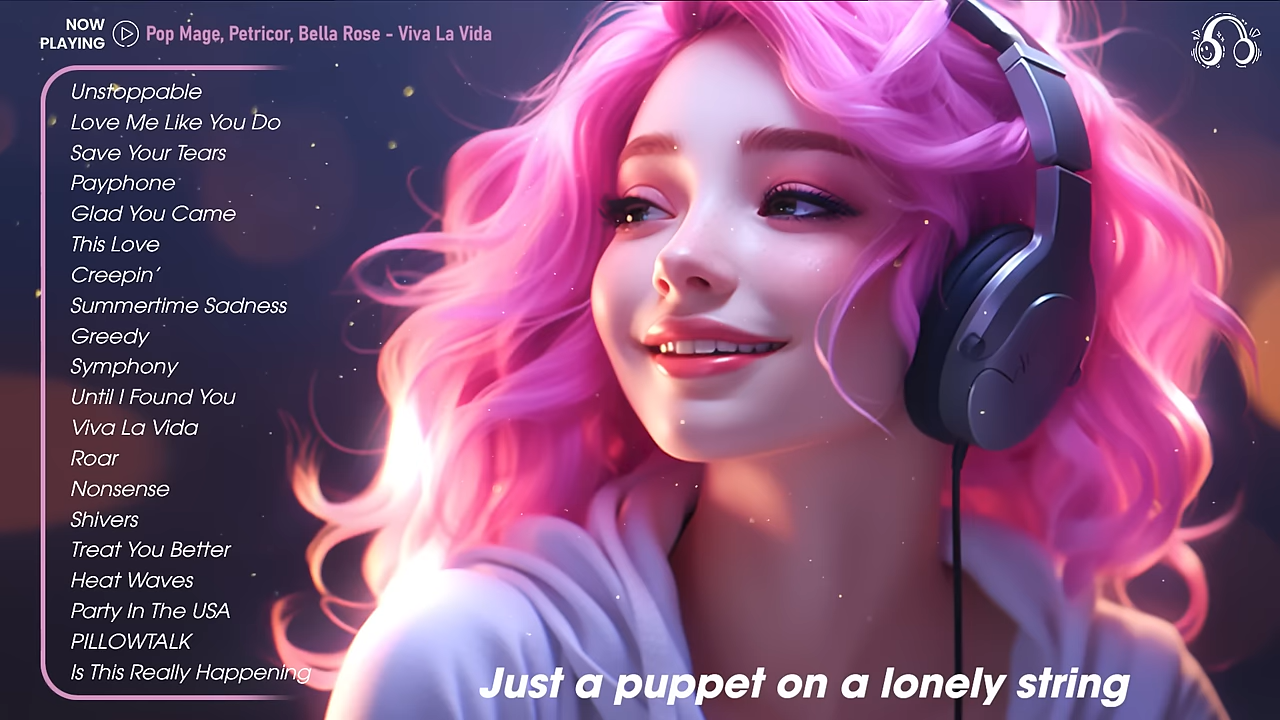 NOW
PLAYING
Pop Mage, Petricor, Bella Rose - Viva La Vida
Unstoppable
Love Me Like You Do
Save Your Tears
Payphone
Glad You Came
This Love
Creepin’
Summertime Sadness
Greedy
Symphony
Until I Found You
Viva La Vida
Roar
Nonsense
Shivers
Treat You Better
Heat Waves
Party In The USA
PILLOWTALK
Is This Really Happening
Just a puppet on a lonely string